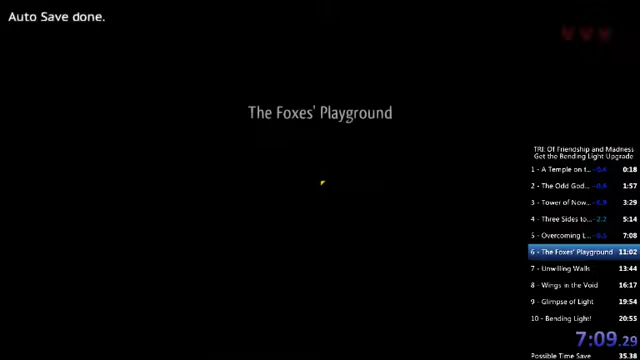 Auto Save done.
The Foxes' Playground
TRI: Of Friendship and Madness
Get the Bending Light Upgrade
1 - A Temple on t... -0.4 0:18
2 - The Odd God... -0.6 1:57
3 - Tower of Now... -0.9 3:29
4 - Three Sides to... -2.2 5:14
5 - Overcoming L... -0.5 7:08
6 - The Foxes' Playground 11:02
7 - Unwilling Walls 13:44
8 - Wings in the Void 16:17
9 - Glimpse of Light 19:54
10 - Bending Light! 20:55
7:09.29
Possible Time Save 35.38